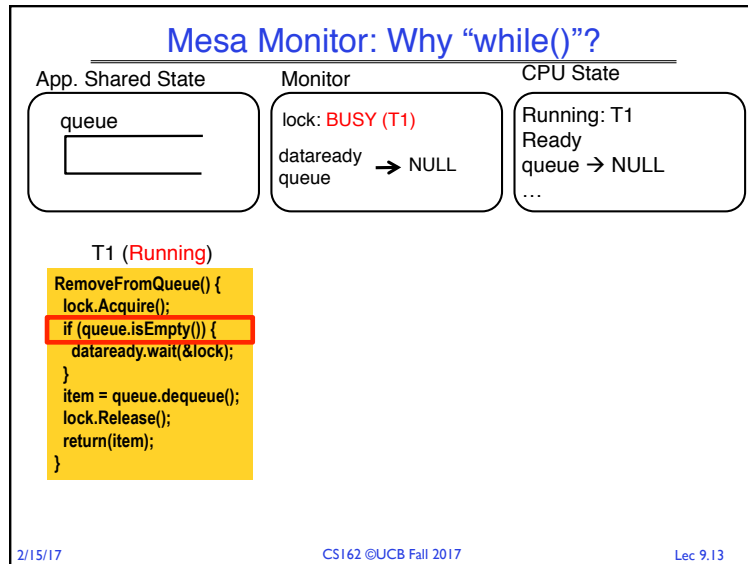 Mesa Monitor: Why “while()”?
App. Shared State
Monitor
CPU State
queue
lock: BUSY (T1)
dataready
queue
→ NULL
Running: T1
Ready
queue → NULL
…
T1 (Running)
RemoveFromQueue() {
lock.Acquire();
if (queue.isEmpty()) {
dataready.wait(&lock);
}
item = queue.dequeue();
lock.Release();
return(item);
}
2/15/17
CS162 ©UCB Fall 2017
Lec 9.13